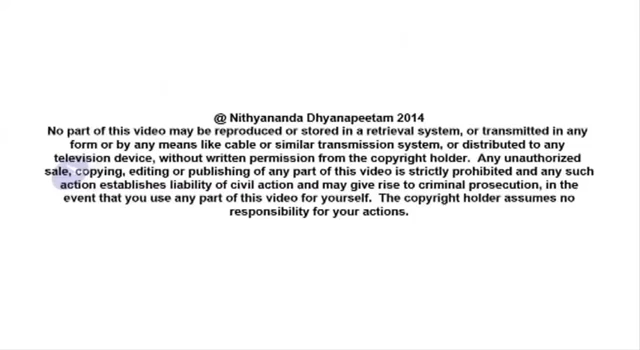 @ Nithyananda Dhyanapeetam 2014
No part of this video may be reproduced or stored in a retrieval system, or transmitted in any
form or by any means like cable or similar transmission system, or distributed to any
television device, without written permission from the copyright holder. Any unauthorized
sale, copying, editing or publishing of any part of this video is strictly prohibited and any such
action establishes liability of civil action and may give rise to criminal prosecution, in the
event that you use any part of this video for yourself. The copyright holder assumes no
responsibility for your actions.